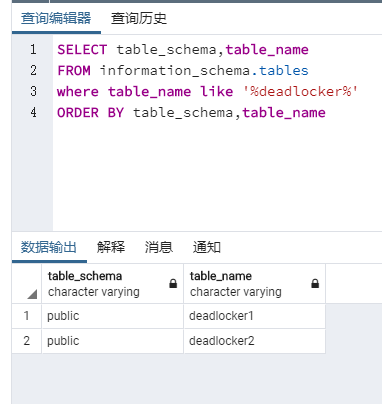 查询编辑器 查询历史
1 SELECT table_schema,table_name
2 FROM information_schema.tables
3 where table_name like '%deadlocker%'
4 ORDER BY table_schema,table_name
数据输出 解释 消息 通知
table_schema table_name
character varying character varying
1 public deadlocker1
2 public deadlocker2